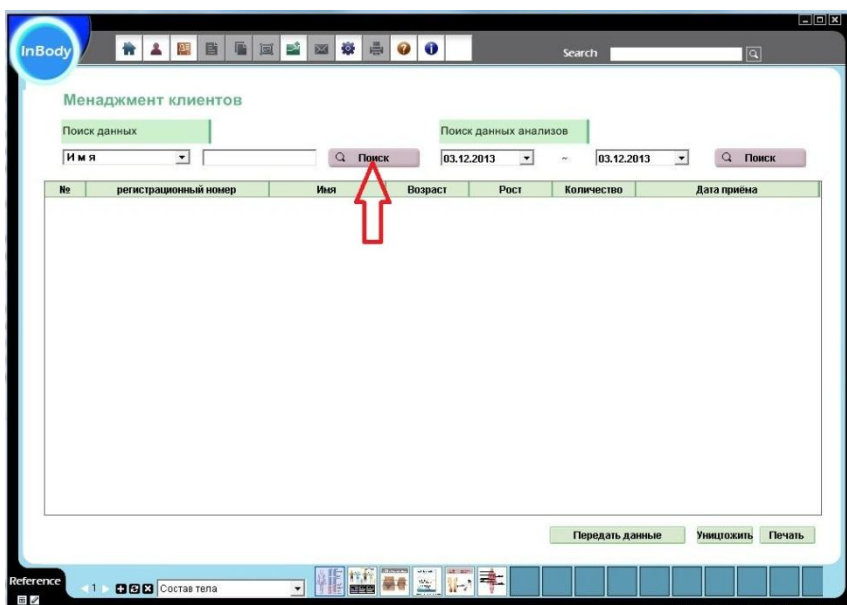 InBody
Search
Менаджмент клиентов
Поиск данных
Поиск данных анализов
Имя
Поиск
03.12.2013
~
03.12.2013
Поиск
№ регистрационный номер Имя Возраст Рост Количество Дата приёма
Передать данные
Уництожить
Печать
Reference
1
Состав тела